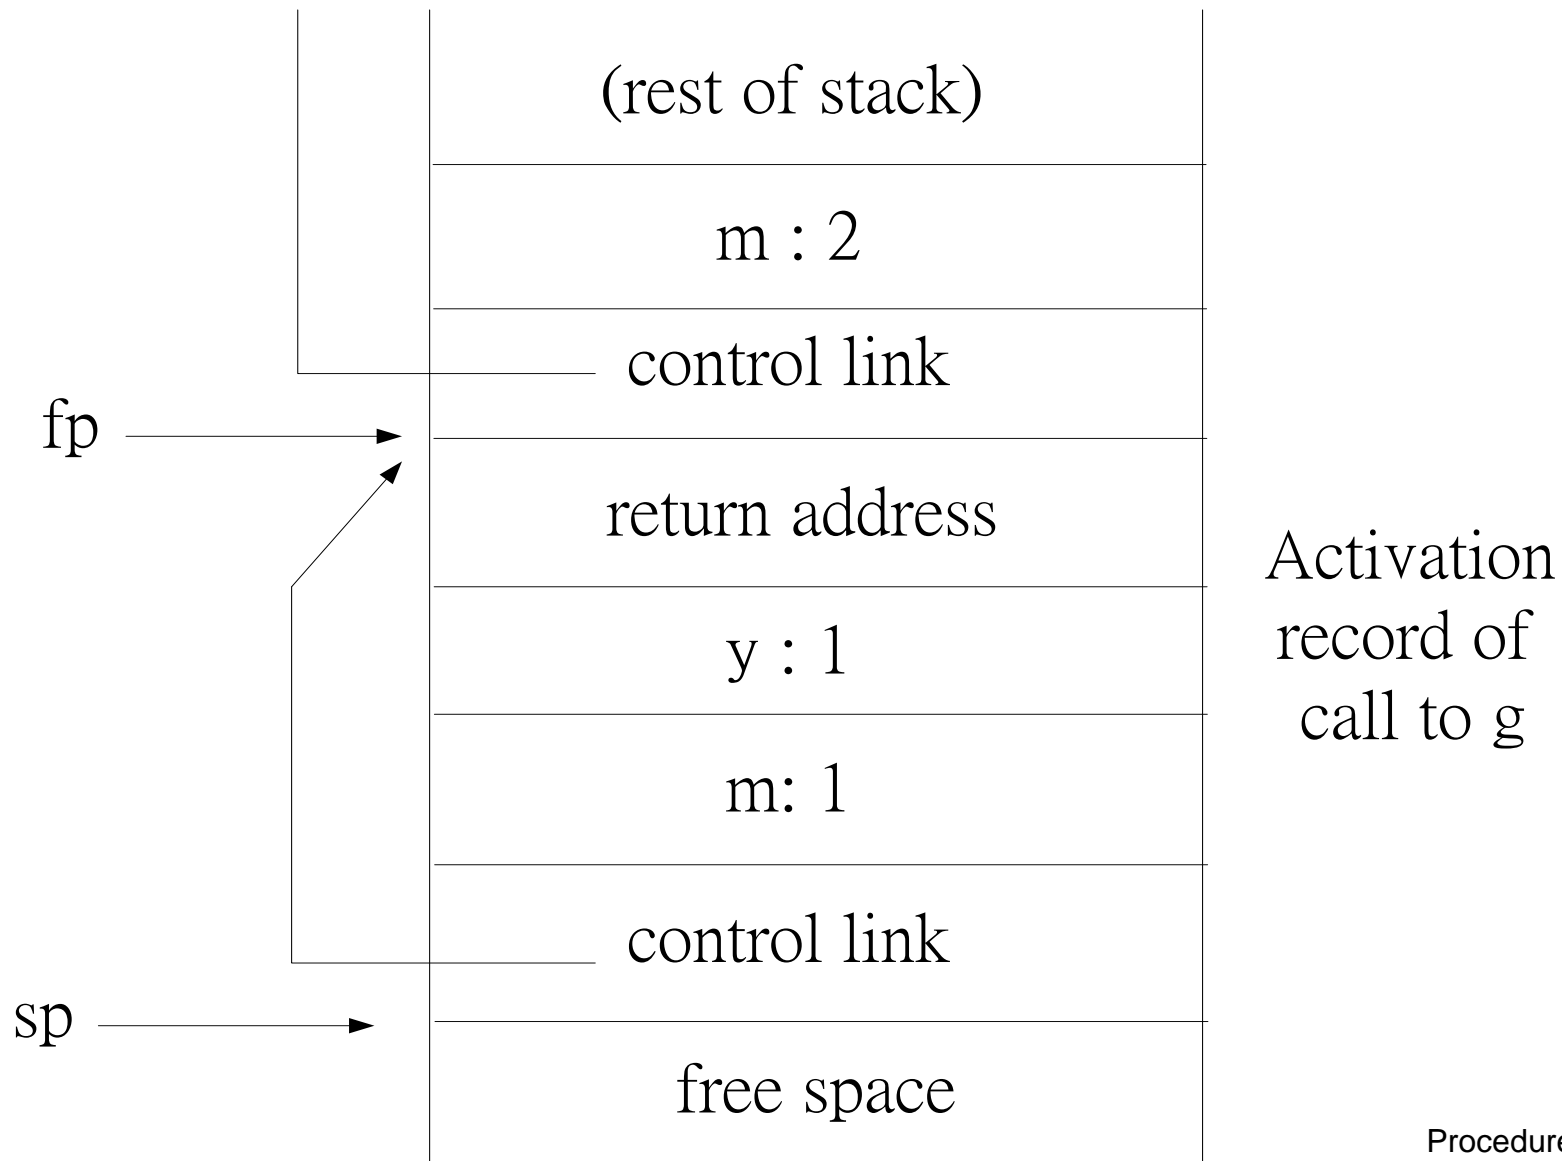 (rest of stack)
m : 2
control link
fp
return address
y : 1
m: 1
control link
sp
free space
Activation
record of
call to g
Procedure